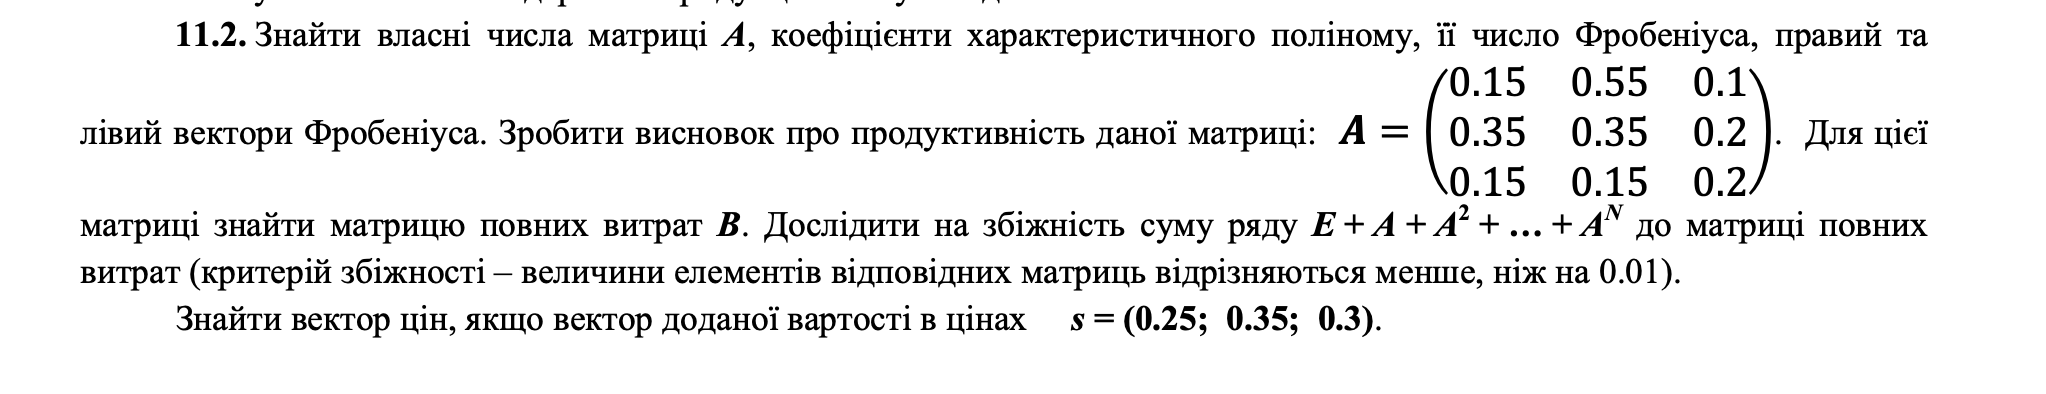 11.2. Знайти власні числа матриці A, коефіцієнти характеристичного поліному, її число Фробеніуса, правий та
лівий вектори Фробеніуса. Зробити висновок про продуктивність даної матриці: A = (0.15 0.55 0.1
0.35 0.35 0.2
0.15 0.15 0.2). Для цієї
матриці знайти матрицю повних витрат B. Дослідити на збіжність суму ряду E + A + A² + ... + Aᴺ до матриці повних
витрат (критерій збіжності – величини елементів відповідних матриць відрізняються менше, ніж на 0.01).
Знайти вектор цін, якщо вектор доданої вартості в цінах s = (0.25; 0.35; 0.3).